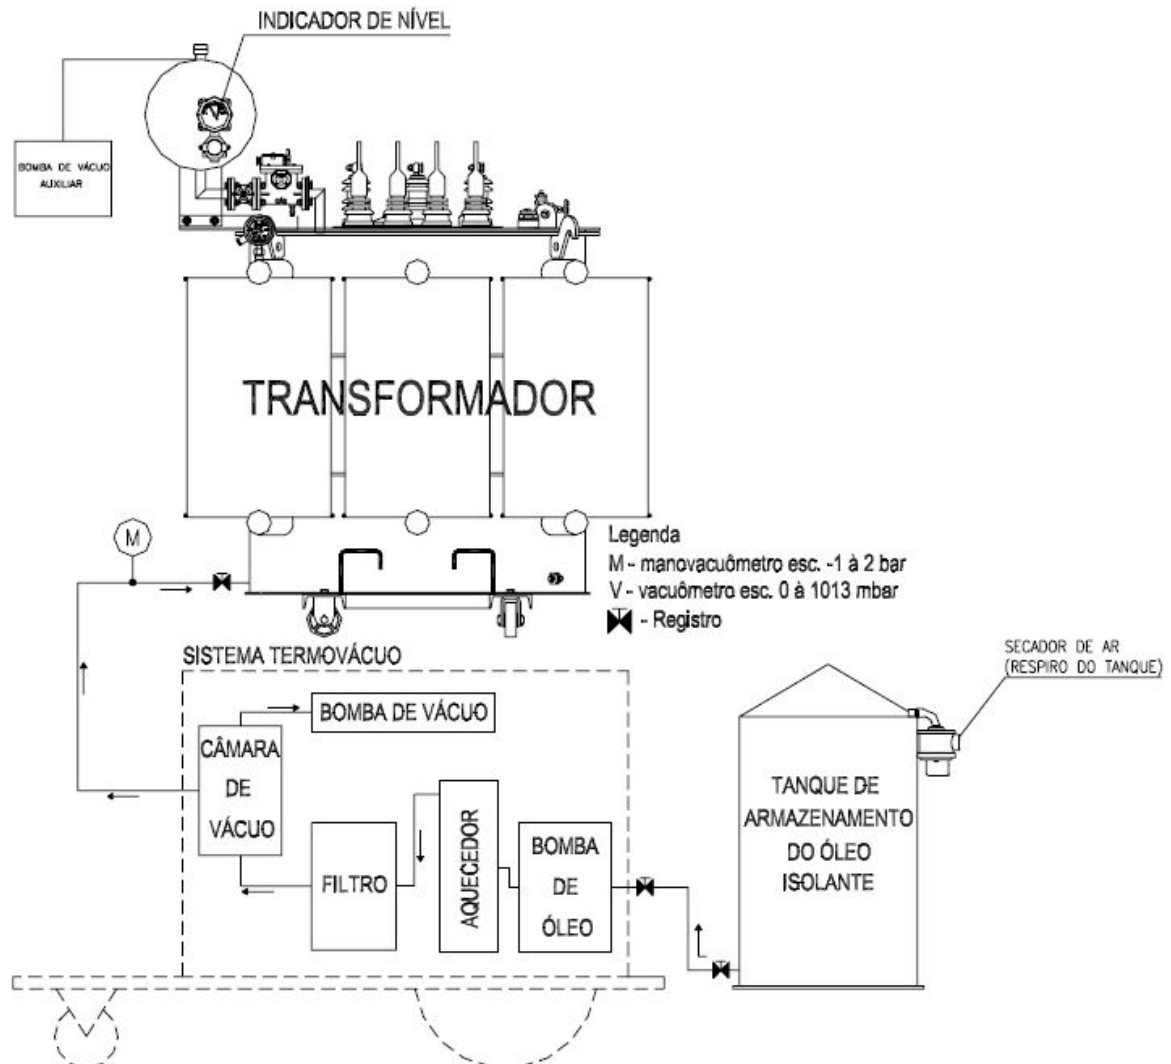 INDICADOR DE NÍVEL
BOMBA DE VÁCUO
AUXILIAR
TRANSFORMADOR
M
Legenda
M - manovacuômetro esc. -1 à 2 bar
V - vacuômetro esc. 0 à 1013 mbar
- Registro
SISTEMA TERMOVÁCUO
BOMBA DE VÁCUO
CÂMARA
DE
VÁCUO
FILTRO
AQUECEDOR
BOMBA
DE
ÓLEO
SECADOR DE AR
(RESPIRO DO TANQUE)
TANQUE DE
ARMAZENAMENTO
DO ÓLEO
ISOLANTE